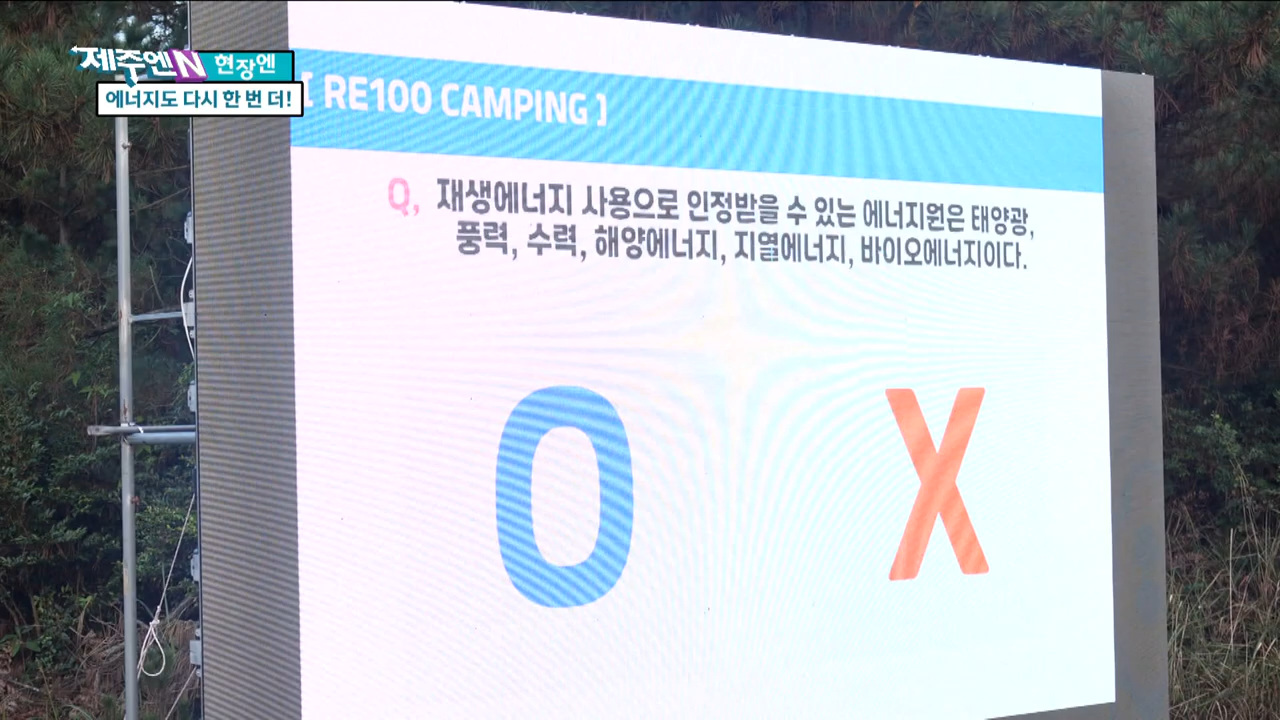 제주엔N 현장엔
에너지도 다시 한 번 더!
[ RE100 CAMPING ]
Q, 재생에너지 사용으로 인정받을 수 있는 에너지원은 태양광,
풍력, 수력, 해양에너지, 지열에너지, 바이오에너지이다.
O X